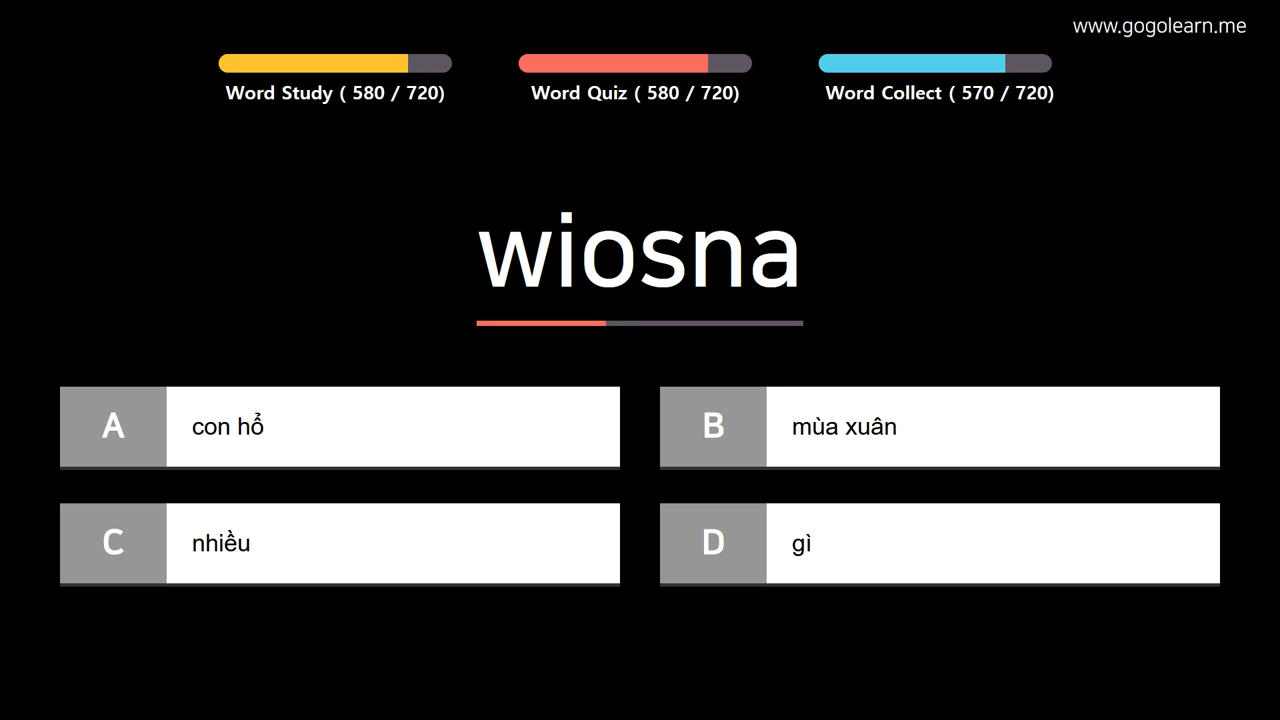 www.gogolearn.me
Word Study ( 580 / 720)
Word Quiz ( 580 / 720)
Word Collect ( 570 / 720)
wiosna
A
con hổ
B
mùa xuân
C
nhiều
D
gì